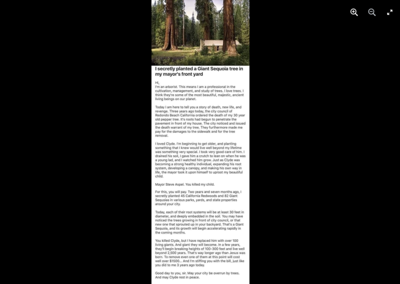 I secretly planted a Giant Sequoia tree in
my mayor's front yard
Hi,
I'm an arborist. This means I am a professional in the
cultivation, management, and study of trees. I love trees. I
think they're some of the most beautiful, majestic, ancient
living beings on our planet.
Today I am here to tell you a story of death, new life, and
revenge. Three years ago today, the city council of
Redondo Beach California ordered the death of my 30 year
old pepper tree. It's roots had begun to penetrate the
pavement in front of my house. The city noticed and issued
the death warrant of my tree. They furthermore made me
pay for the damages to the sidewalk and for the tree
removal.
I loved Clyde. I'm beginning to get older, and planting
something that I knew would live well beyond my lifetime
was something very special. I took very good care of him. I
drained his soil, I gave him a crutch to lean on when he was
a young lad, and I watched him grow. Just as Clyde was
becoming a strong healthy individual, expanding his root
system, developing a canopy, and making his own way in
life, the mayor took it upon himself to uproot my beautiful
child.
Mayor Steve Aspel. You killed my child.
For this, you will pay. Two years and seven months ago, I
secretly planted 45 California Redwoods and 82 Giant
Sequoias in various parks, yards, and state properties
around your city.
Today, each of their root systems will be at least 30 feet in
diameter, and deeply embedded in the soil. You may have
noticed the trees growing in front of city council, or that
new tree that sprouted up in your backyard. That's a Giant
Sequoia, and its growth will begin accelerating rapidly in
the coming months.
You killed Clyde, but I have replaced him with over 100
living giants. And giant they will become. In a few years,
they'll begin breaking heights of 100-300 feet and live well
beyond 2,000 years. That's way longer ago than Jesus was
born. To remove even one of them at this point will cost
well over $1500... And I'm stiffing you with the bill, just like
you did to me 3 years ago today.
Good day to you, sir. May your city be overrun by trees.
And may Clyde rest in peace.